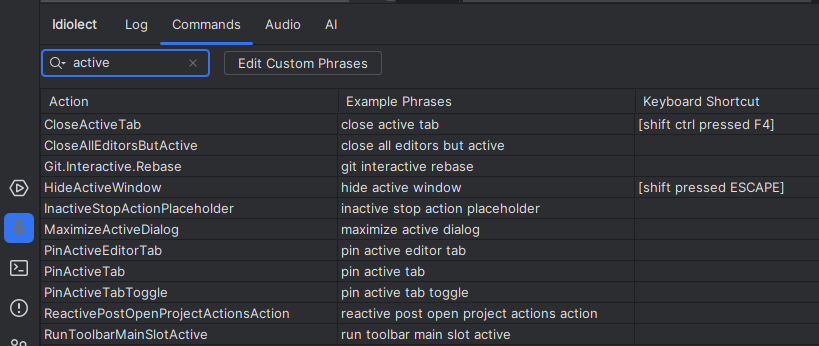 Idiolect Log Commands Audio AI
active Edit Custom Phrases
Action Example Phrases Keyboard Shortcut
CloseActiveTab close active tab [shift ctrl pressed F4]
CloseAllEditorsButActive close all editors but active
Git.Interactive.Rebase git interactive rebase
HideActiveWindow hide active window [shift pressed ESCAPE]
InactiveStopActionPlaceholder inactive stop action placeholder
MaximizeActiveDialog maximize active dialog
PinActiveEditorTab pin active editor tab
PinActiveTab pin active tab
PinActiveTabToggle pin active tab toggle
ReactivePostOpenProjectActionsAction reactive post open project actions action
RunToolbarMainSlotActive run toolbar main slot active